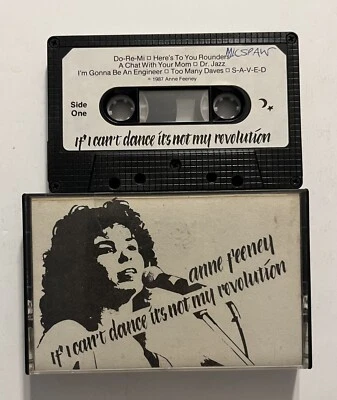 MCSPAW
Do-Re-Mi □ Here's To You Rounders
A Chat With Your Mom □ Dr. Jazz
I'm Gonna Be An Engineer □ Too Many Daves □ S-A-V-E-D
© 1987 Anne Feeney
Side
One
if i can't dance it's not my revolution
anne feeney
if i can't dance it's not my revolution